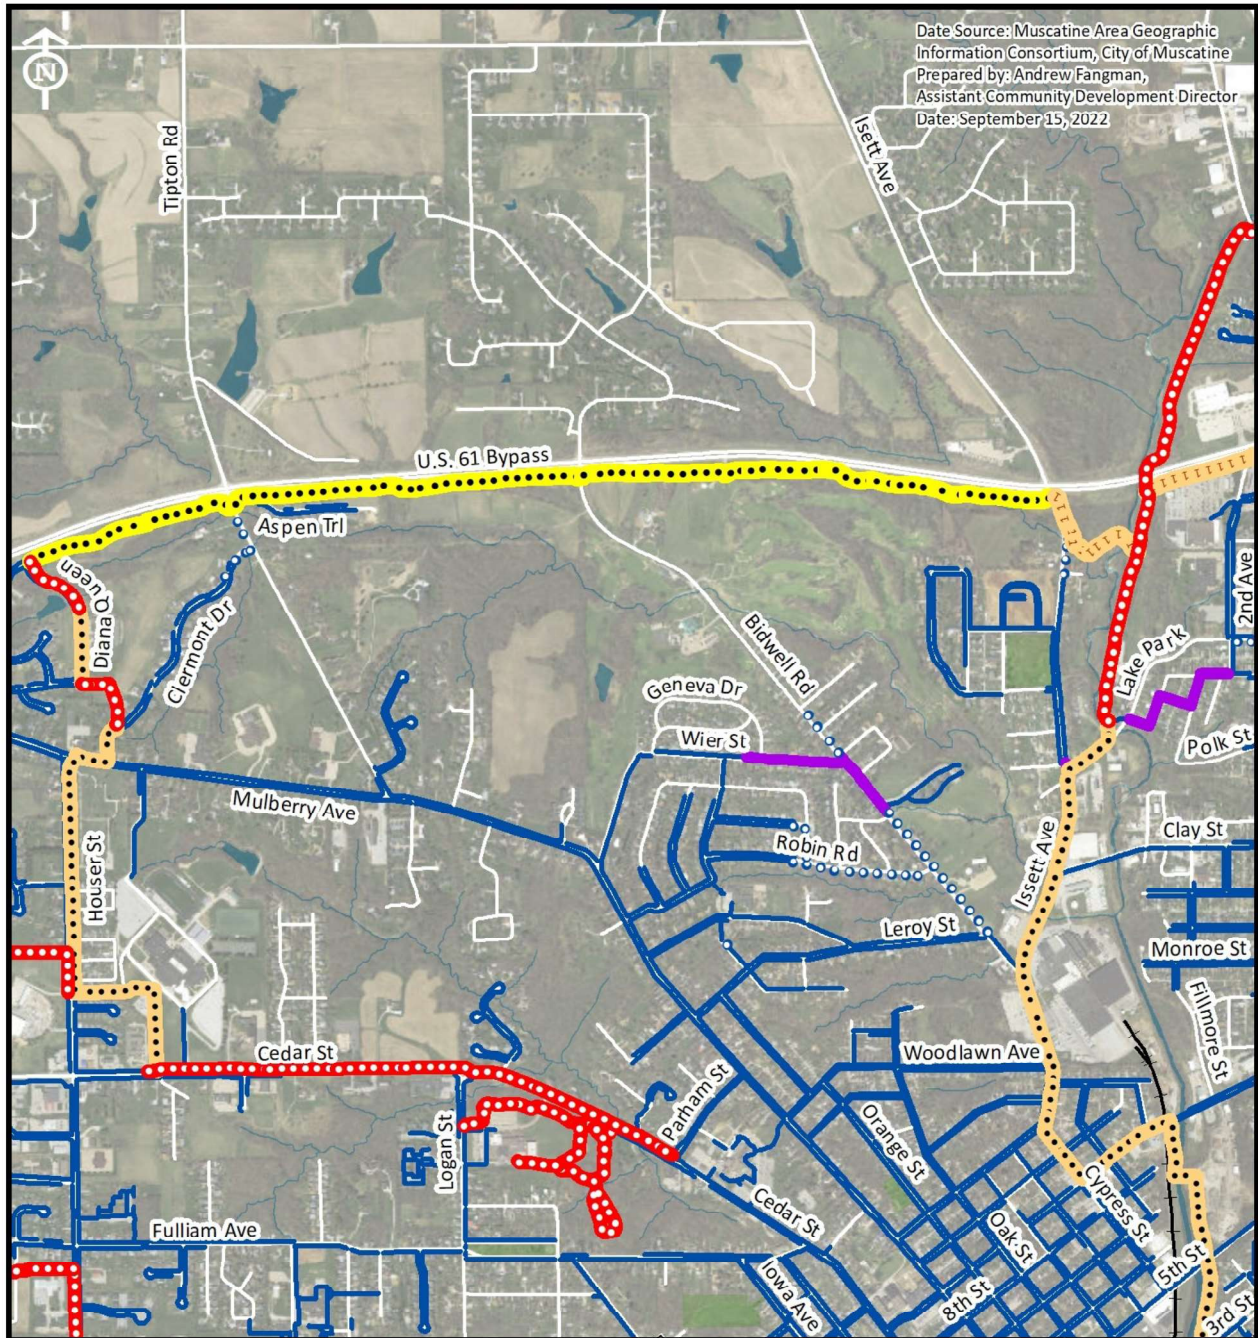 Date Source: Muscatine Area Geographic
Information Consortium, City of Muscatine
Prepared by: Andrew Fangman,
Assistant Community Development Director
Date: September 15, 2022
N
Tipton Rd
Isett Ave
U.S. 61 Bypass
Aspen Trl
Diana Queen
Clermont Dr
2nd Ave
Lake Park
Bidwell Rd
Geneva Dr
Wier St
Polk St
Mulberry Ave
Clay St
Robin Rd
Issett Ave
Houser St
Leroy St
Monroe St
Fillmore St
Cedar St
Woodlawn Ave
Parham St
Orange St
Logan St
Cypress St
Cedar St
Fulliam Ave
Oak St
5th St
Iowa Ave
8th St
3rd St